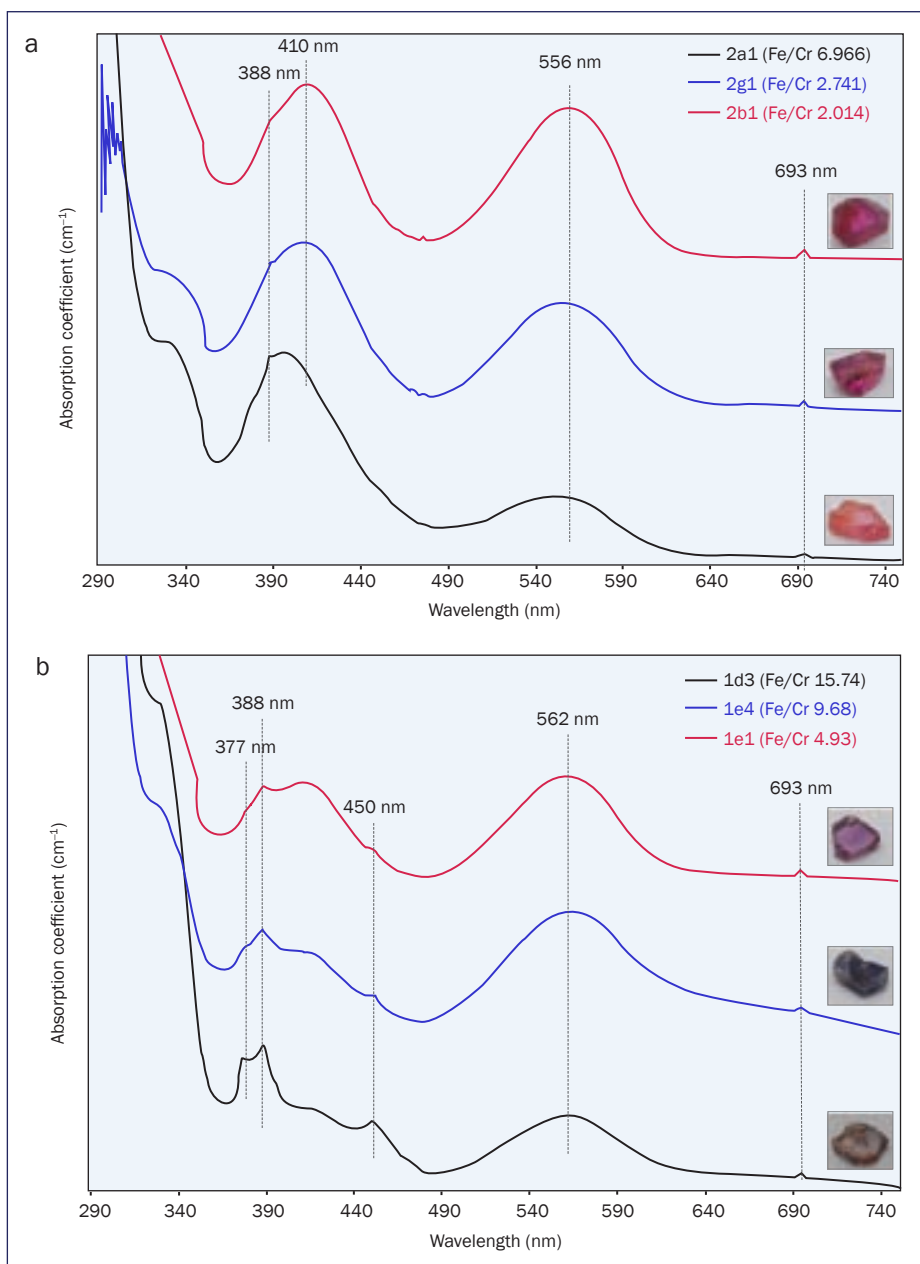 a
410 nm
388 nm
556 nm
693 nm
2a1 (Fe/Cr 6.966)
2g1 (Fe/Cr 2.741)
2b1 (Fe/Cr 2.014)
Absorption coefficient (cm⁻¹)
290 340 390 440 490 540 590 640 690 740
Wavelength (nm)
b
388 nm
377 nm
450 nm
562 nm
693 nm
1d3 (Fe/Cr 15.74)
1e4 (Fe/Cr 9.68)
1e1 (Fe/Cr 4.93)
Absorption coefficient (cm⁻¹)
290 340 390 440 490 540 590 640 690 740
Wavelength (nm)